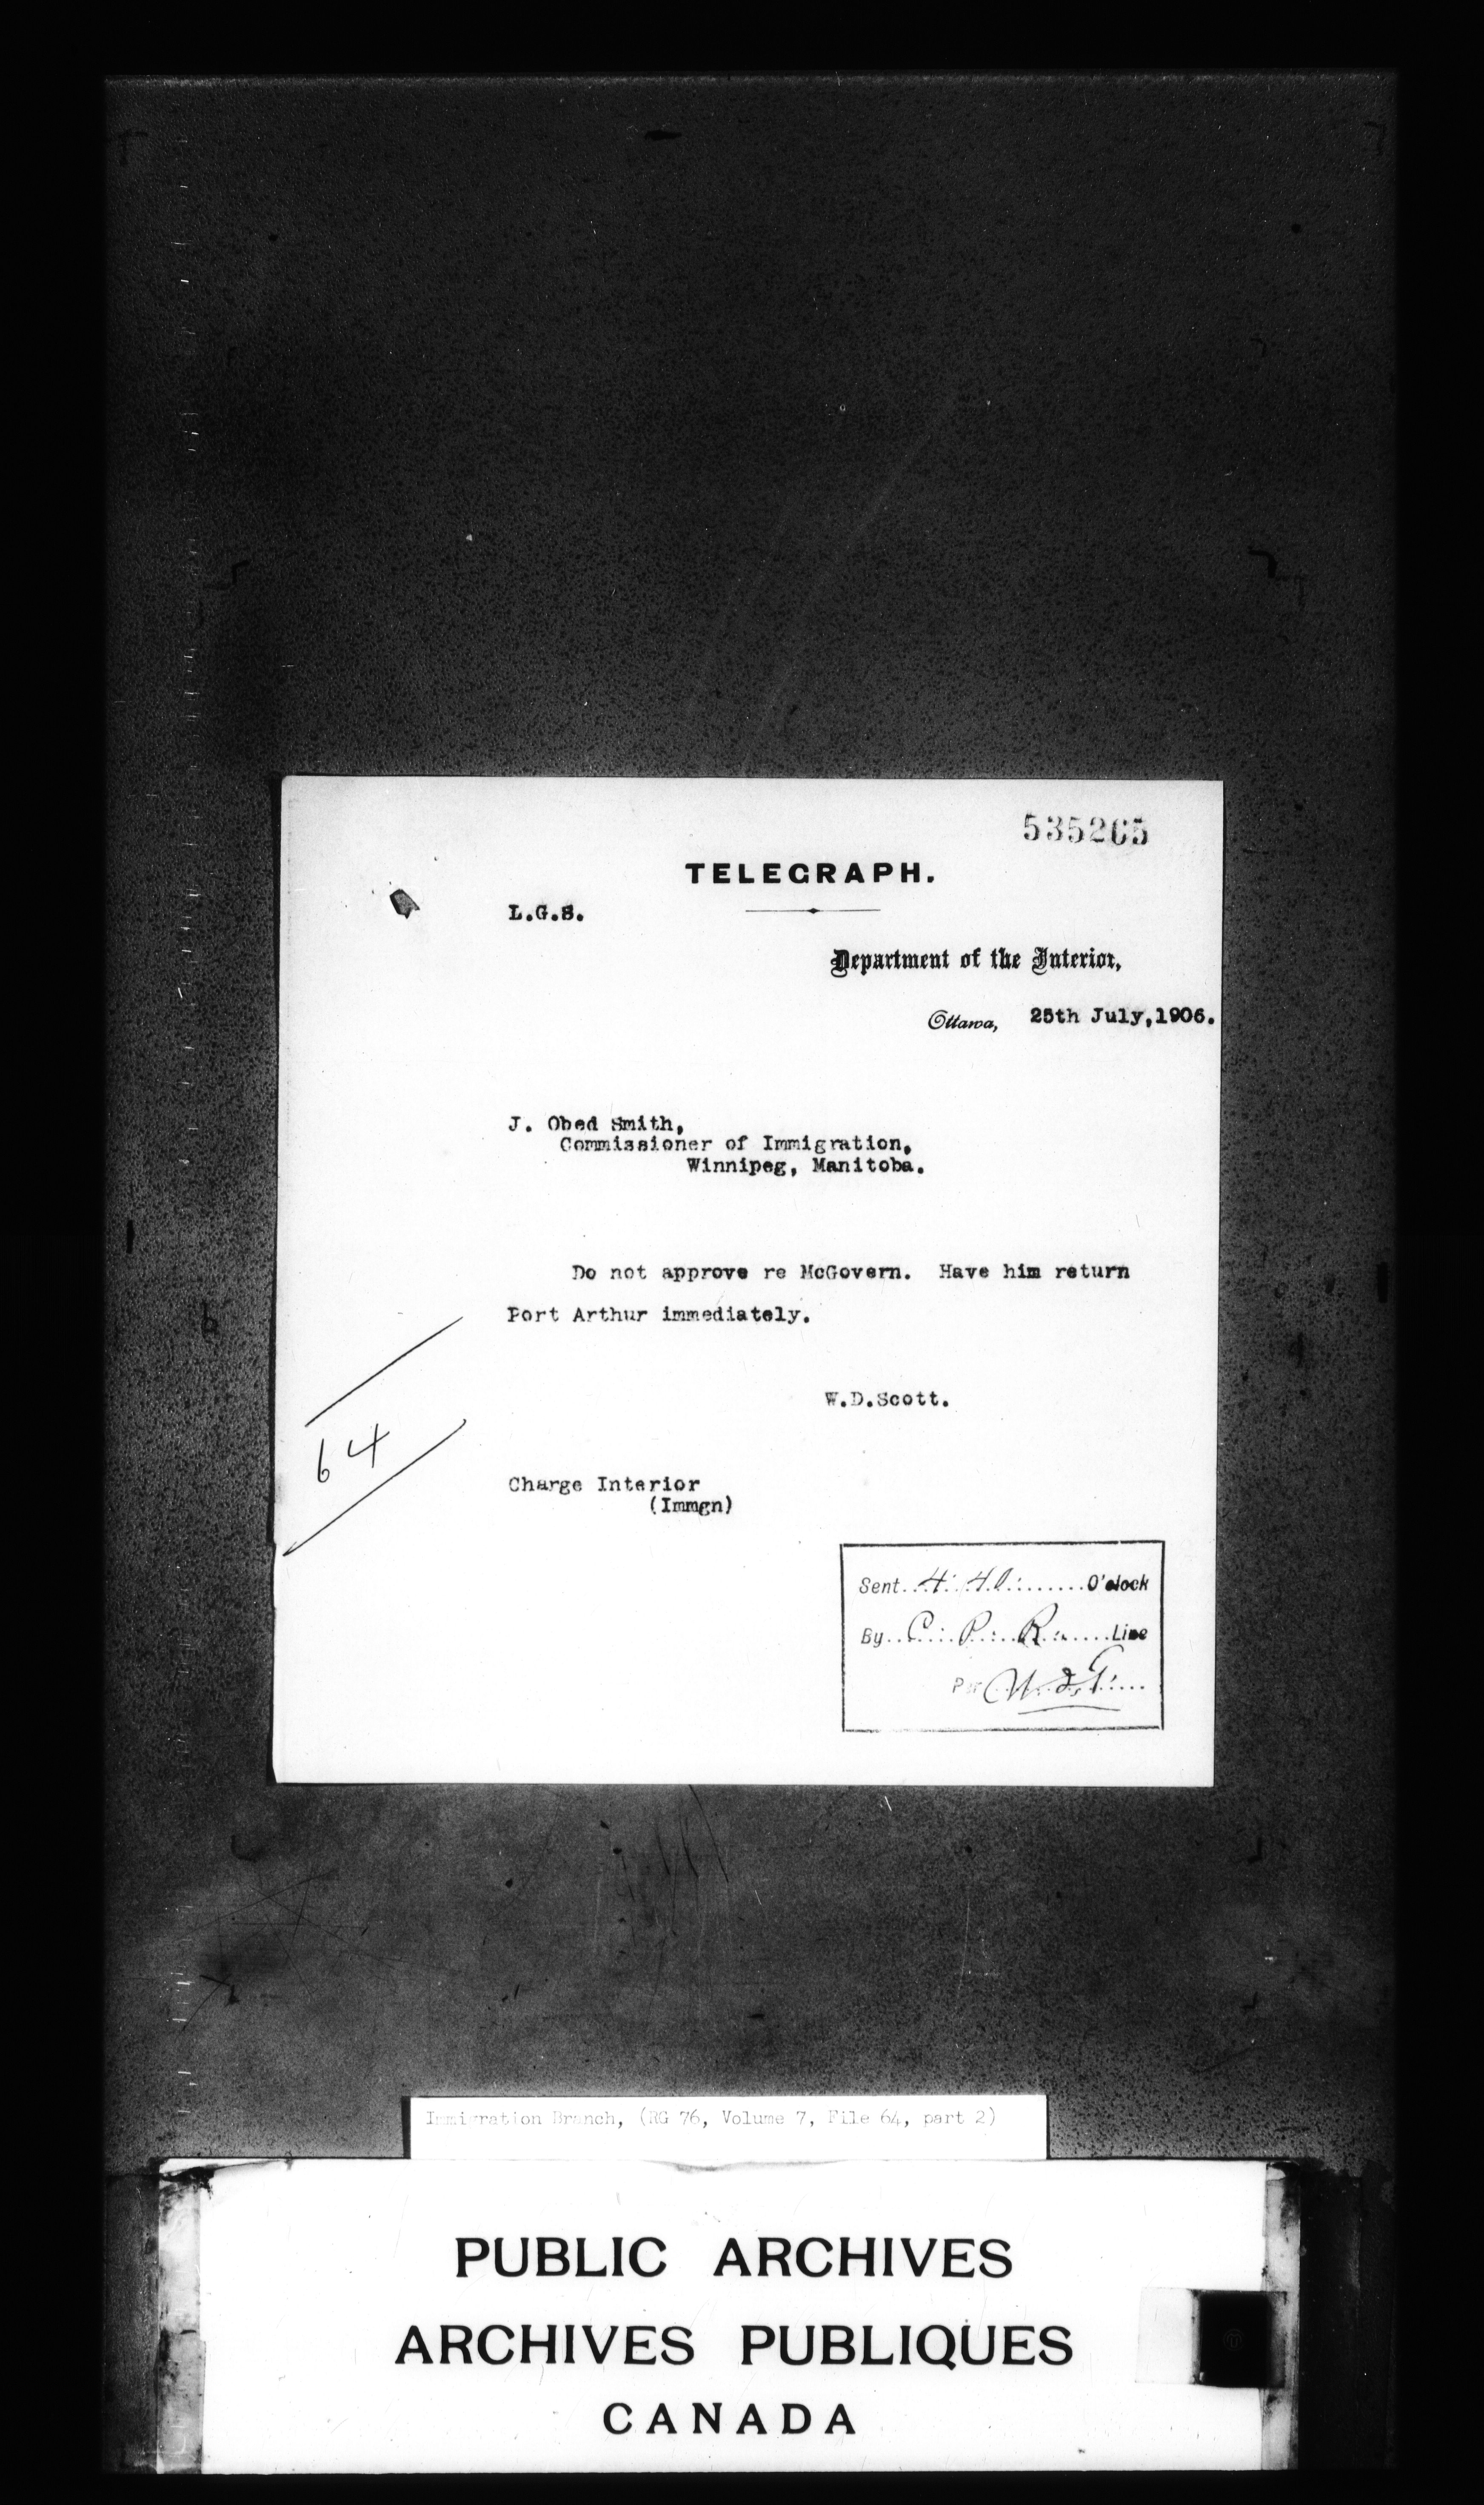 535265
TELEGRAPH.
L.G.S.
Department of the Interior,
Ottawa, 25th July,1906.
J. Obed Smith,
Commissioner of Immigration,
Winnipeg, Manitoba.
Do not approve re McGovern. Have him return
Port Arthur immediately.
W.D.Scott.
64
Charge Interior
(Immgn)
Sent 4.40 O'clock
By C.P.R. Line
Per
Immigration Branch, (RG 76, Volume 7, File 64, part 2)
PUBLIC ARCHIVES
ARCHIVES PUBLIQUES
CANADA